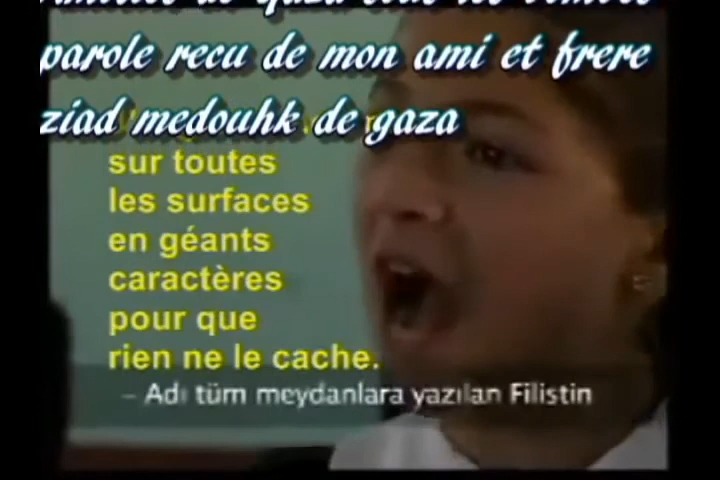 parole recu de mon ami et frere
ziad medouhk de gaza
sur toutes
les surfaces
en géants
caractères
pour que
rien ne le cache.
– Adı tüm meydanlara yazılan Filistin